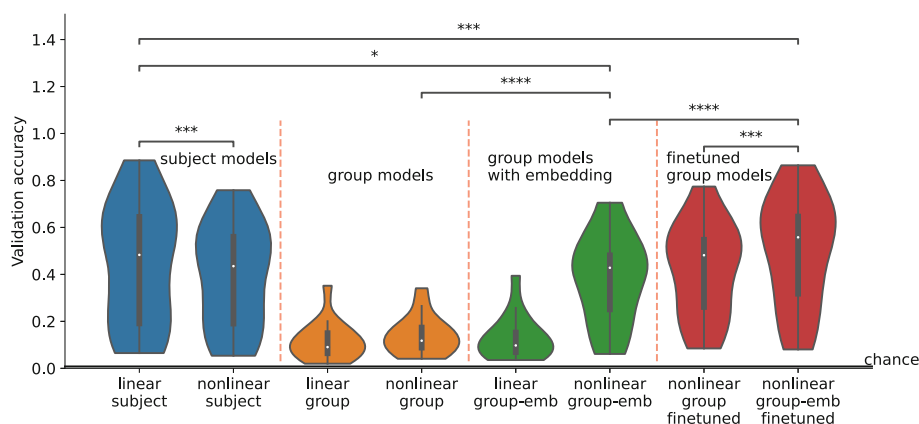 1.4
1.2
1.0
0.8
0.6
0.4
0.2
0.0
Validation accuracy
***
*
****
****
***
***
subject models
group models
group models
with embedding
finetuned
group models
chance
linear
subject
nonlinear
subject
linear
group
nonlinear
group
linear
group-emb
nonlinear
group-emb
nonlinear
group
finetuned
nonlinear
group-emb
finetuned